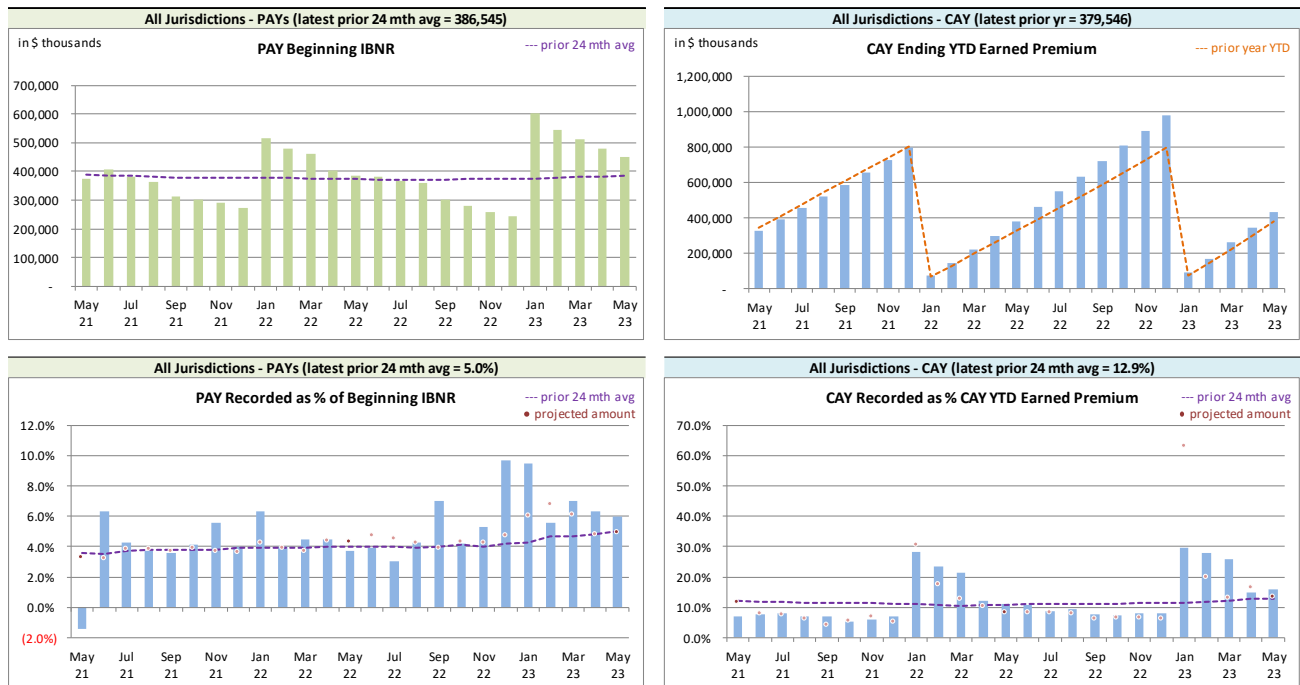 All Jurisdictions - PAYs (latest prior 24 mth avg = 386,545)
in $ thousands
PAY Beginning IBNR
--- prior 24 mth avg
700,000
600,000
500,000
400,000
300,000
200,000
100,000
-
May Jul Sep Nov Jan Mar May Jul Sep Nov Jan Mar May
21 21 21 21 22 22 22 22 22 22 23 23 23
All Jurisdictions - CAY (latest prior yr = 379,546)
in $ thousands
CAY Ending YTD Earned Premium
--- prior year YTD
1,200,000
1,000,000
800,000
600,000
400,000
200,000
-
May Jul Sep Nov Jan Mar May Jul Sep Nov Jan Mar May
21 21 21 21 22 22 22 22 22 22 23 23 23
All Jurisdictions - PAYs (latest prior 24 mth avg = 5.0%)
PAY Recorded as % of Beginning IBNR
--- prior 24 mth avg
• projected amount
12.0%
10.0%
8.0%
6.0%
4.0%
2.0%
0.0%
(2.0%)
May Jul Sep Nov Jan Mar May Jul Sep Nov Jan Mar May
21 21 21 21 22 22 22 22 22 22 23 23 23
All Jurisdictions - CAY (latest prior 24 mth avg = 12.9%)
CAY Recorded as % CAY YTD Earned Premium
--- prior 24 mth avg
• projected amount
70.0%
60.0%
50.0%
40.0%
30.0%
20.0%
10.0%
0.0%
May Jul Sep Nov Jan Mar May Jul Sep Nov Jan Mar May
21 21 21 21 22 22 22 22 22 22 23 23 23